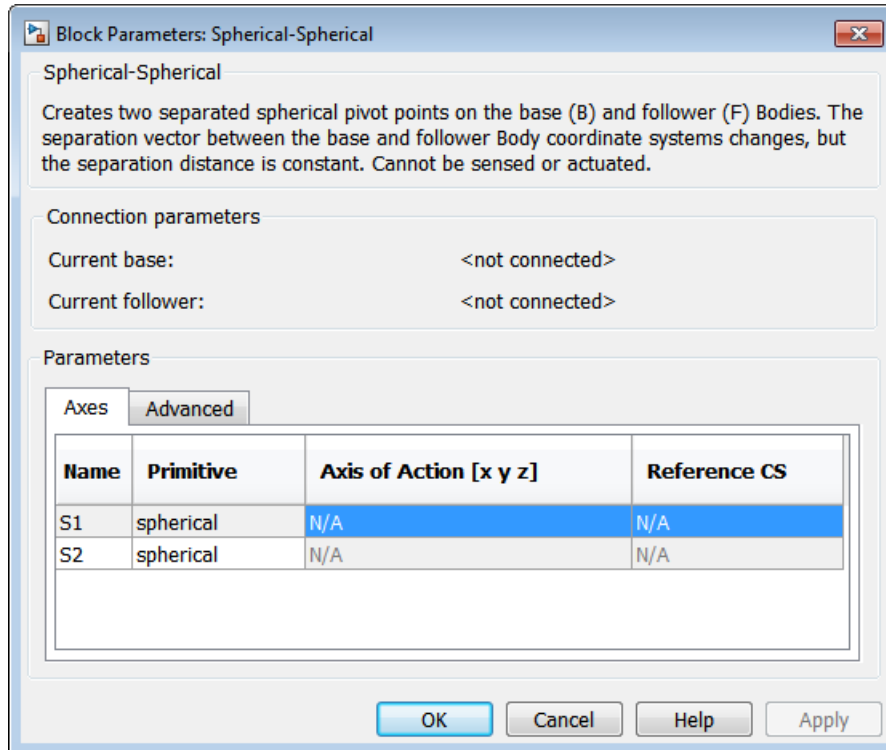 Block Parameters: Spherical-Spherical
Spherical-Spherical
Creates two separated spherical pivot points on the base (B) and follower (F) Bodies. The
separation vector between the base and follower Body coordinate systems changes, but
the separation distance is constant. Cannot be sensed or actuated.
Connection parameters
Current base: <not connected>
Current follower: <not connected>
Parameters
Axes Advanced
Name Primitive Axis of Action [x y z] Reference CS
S1 spherical N/A N/A
S2 spherical N/A N/A
OK Cancel Help Apply